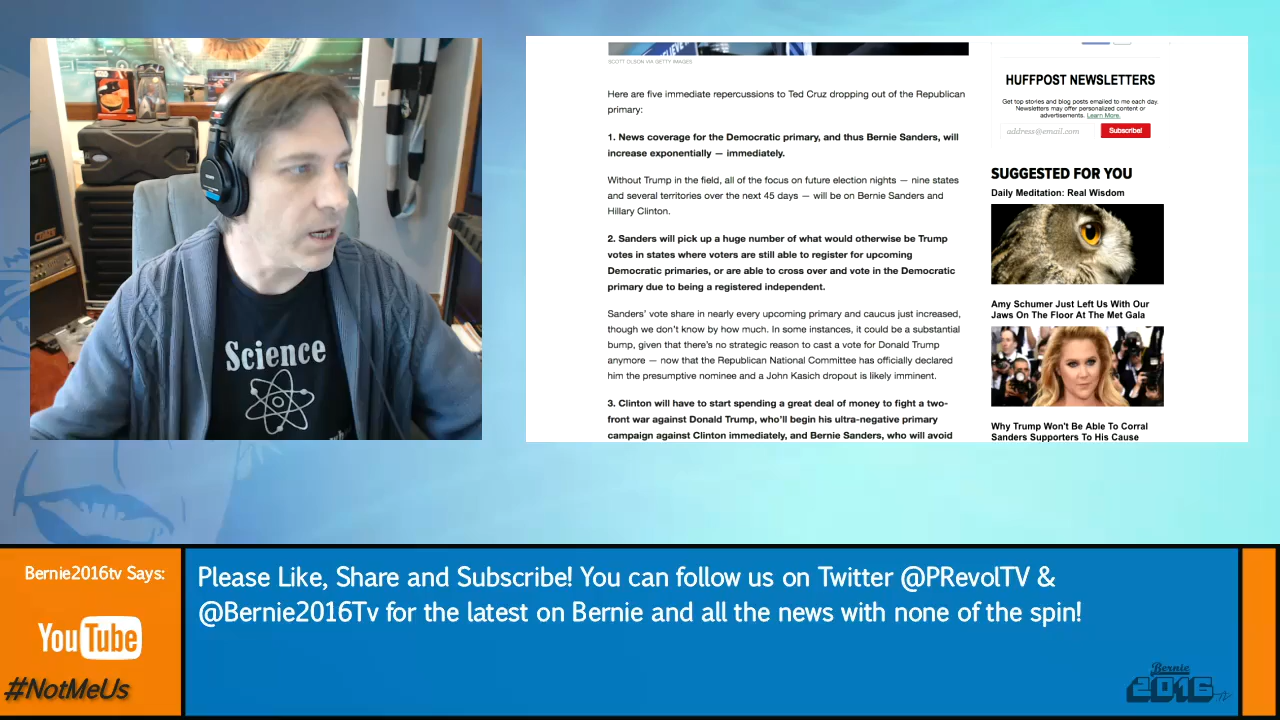 Science
SCOTT OLSON VIA GETTY IMAGES
Here are five immediate repercussions to Ted Cruz dropping out of the Republican
primary:
1. News coverage for the Democratic primary, and thus Bernie Sanders, will
increase exponentially — immediately.
Without Trump in the field, all of the focus on future election nights — nine states
and several territories over the next 45 days — will be on Bernie Sanders and
Hillary Clinton.
2. Sanders will pick up a huge number of what would otherwise be Trump
votes in states where voters are still able to register for upcoming
Democratic primaries, or are able to cross over and vote in the Democratic
primary due to being a registered independent.
Sanders’ vote share in nearly every upcoming primary and caucus just increased,
though we don’t know by how much. In some instances, it could be a substantial
bump, given that there’s no strategic reason to cast a vote for Donald Trump
anymore — now that the Republican National Committee has officially declared
him the presumptive nominee and a John Kasich dropout is likely imminent.
3. Clinton will have to start spending a great deal of money to fight a two-
front war against Donald Trump, who’ll begin his ultra-negative primary
campaign against Clinton immediately, and Bernie Sanders, who will avoid
HUFFPOST NEWSLETTERS
Get top stories and blog posts emailed to me each day.
Newsletters may offer personalized content or
advertisements. Learn More.
address@email.com
Subscribe!
SUGGESTED FOR YOU
Daily Meditation: Real Wisdom
Amy Schumer Just Left Us With Our
Jaws On The Floor At The Met Gala
Why Trump Won't Be Able To Corral
Sanders Supporters To His Cause
Bernie2016tv Says:
YouTube
#NotMeUs
Please Like, Share and Subscribe! You can follow us on Twitter @PRevolTV &
@Bernie2016Tv for the latest on Bernie and all the news with none of the spin!
Bernie
2016
TV